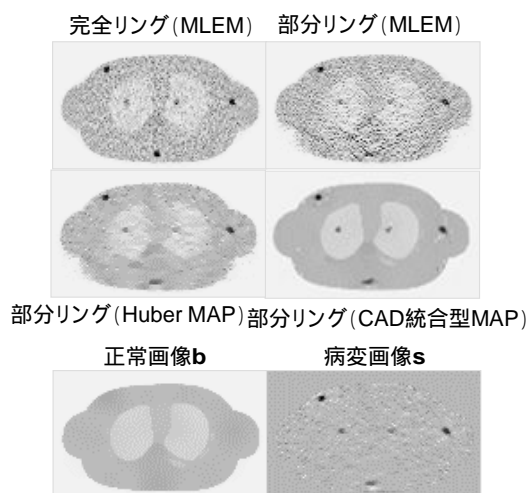 完全リング(MLEM)
部分リング(MLEM)
部分リング(Huber MAP)
部分リング(CAD統合型MAP)
正常画像b
病変画像s